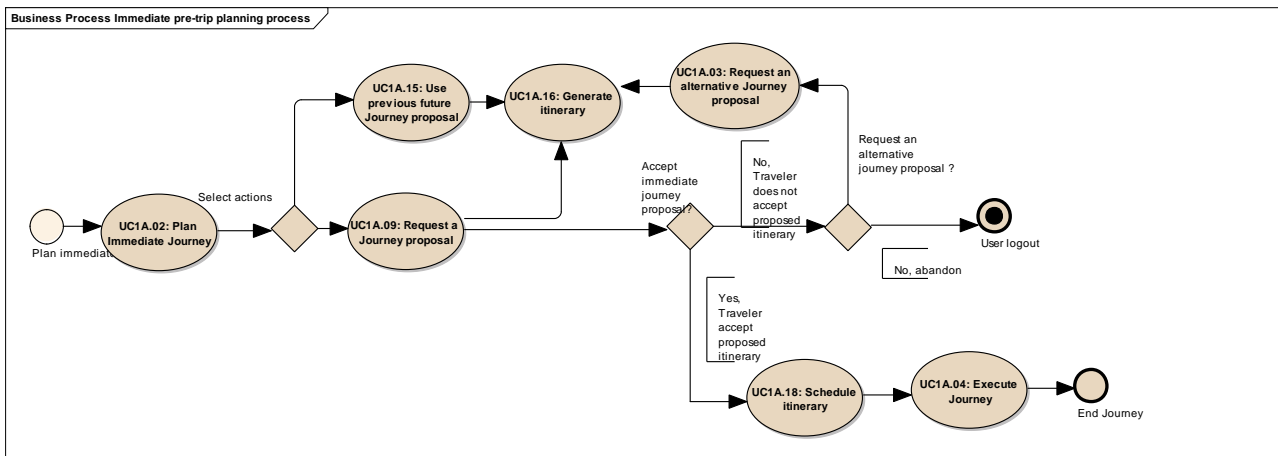 Business Process Immediate pre-trip planning process
UC1A.15: Use
previous future
Journey proposal
UC1A.16: Generate
itinerary
UC1A.03: Request an
alternative Journey
proposal
Request an
alternative
journey proposal ?
Accept
immediate
journey
proposal?
No,
Traveler
does not
accept
proposed
itinerary
Select actions
UC1A.02: Plan
Immediate Journey
Plan immediat
UC1A.09: Request a
Journey proposal
User logout
No, abandon
Yes,
Traveler
accept
proposed
itinerary
UC1A.18: Schedule
itinerary
UC1A.04: Execute
Journey
End Journey